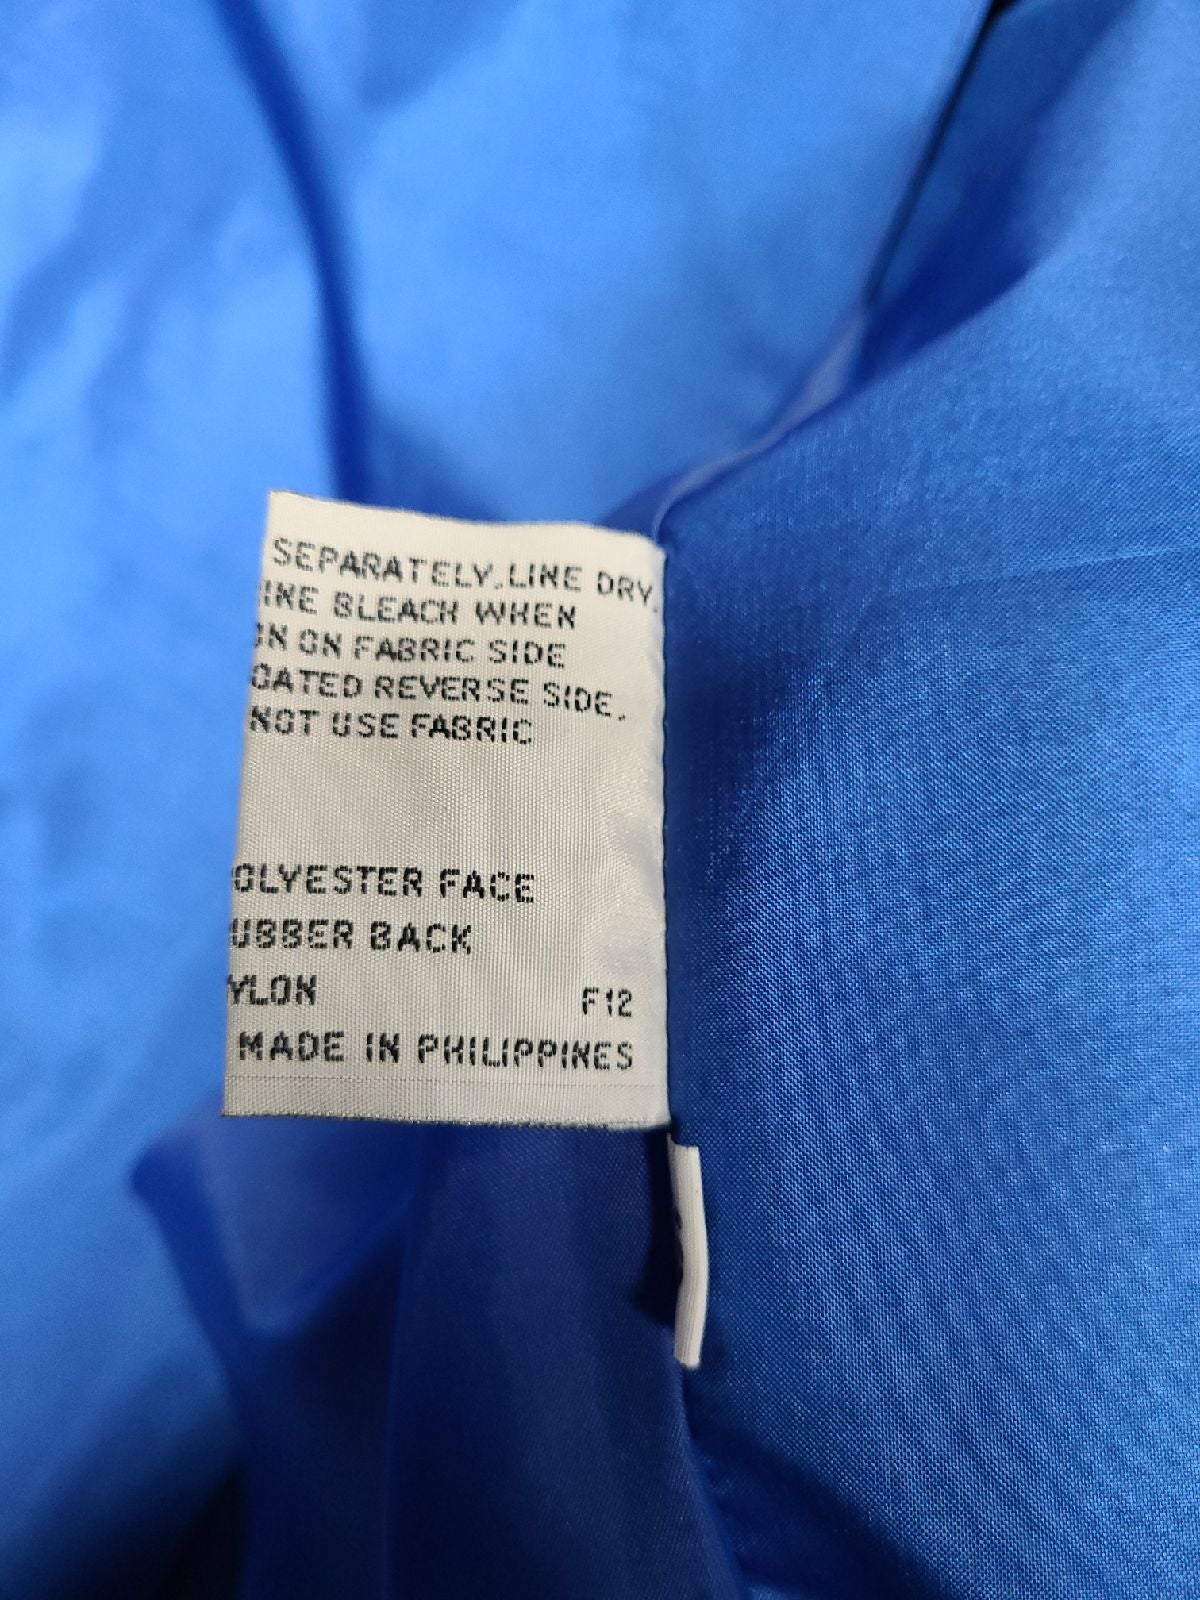 SEPARATELY, LINE DRY.
INE BLEACH WHEN
ON ON FABRIC SIDE
OATED REVERSE SIDE.
NOT USE FABRIC
OLYESTER FACE
UBBER BACK
YLON F12
MADE IN PHILIPPINES